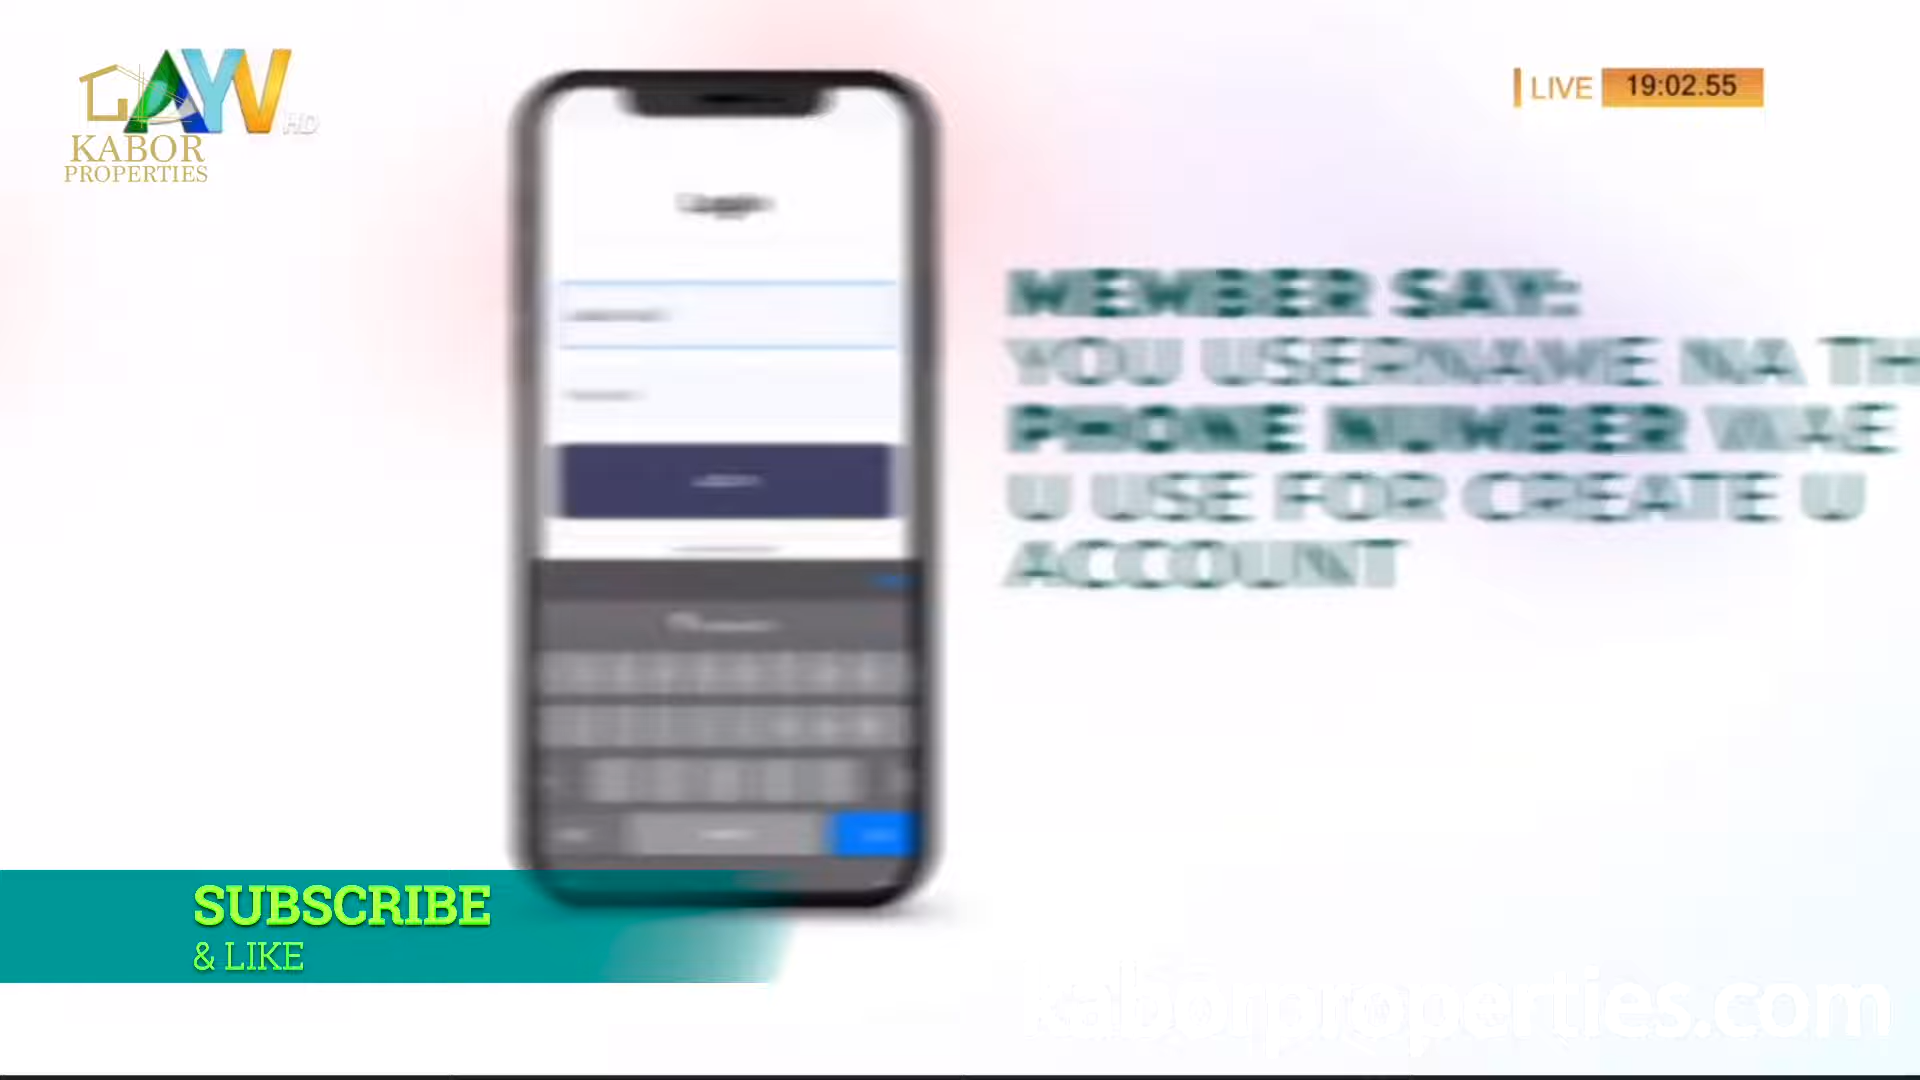 AYV
HD
KABOR
PROPERTIES
LIVE 19:02.55
MEMBER SAY:
YOU USERNAME NA TH
PHONE NUMBER WAE
U USE FOR CREATE U
ACCOUNT
SUBSCRIBE
& LIKE
kaborproperties.com